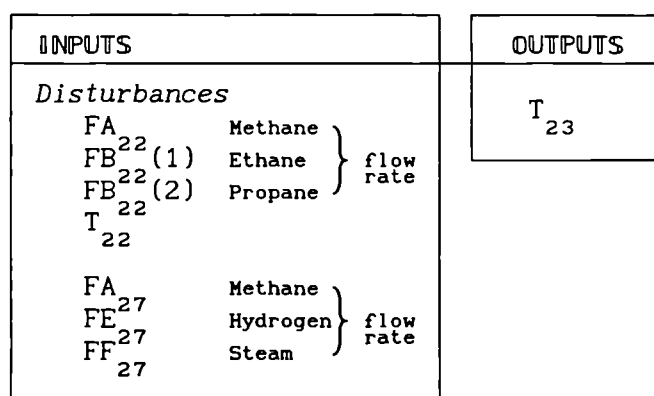 INPUTS OUTPUTS
Disturbances
FA22 Methane
FB22(1) Ethane flow
FB22(2) Propane rate
T22
T23
FA27 Methane
FE27 Hydrogen flow
FF27 Steam rate